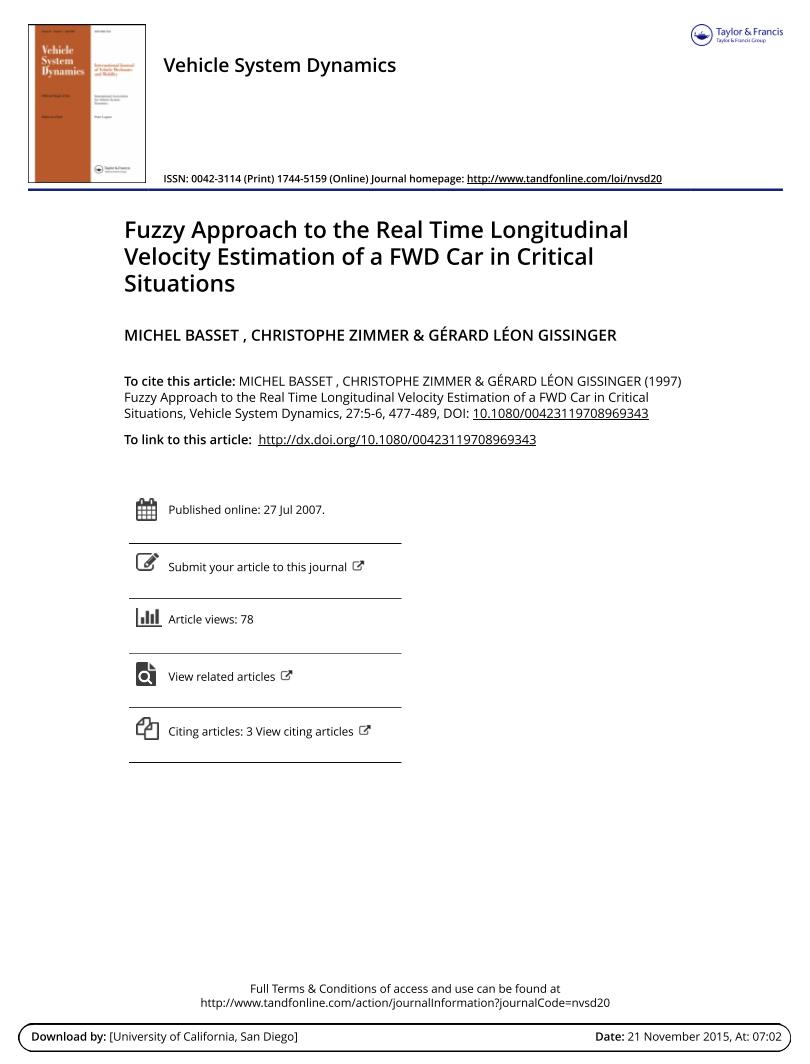 Vehicle
System
Dynamics
International Journal
of Vehicle Mechanics
and Mobility
Taylor & Francis
Taylor & Francis
Taylor & Francis Group
Vehicle System Dynamics
ISSN: 0042-3114 (Print) 1744-5159 (Online) Journal homepage: http://www.tandfonline.com/loi/nvsd20
Fuzzy Approach to the Real Time Longitudinal
Velocity Estimation of a FWD Car in Critical
Situations
MICHEL BASSET , CHRISTOPHE ZIMMER & GÉRARD LÉON GISSINGER
To cite this article: MICHEL BASSET , CHRISTOPHE ZIMMER & GÉRARD LÉON GISSINGER (1997)
Fuzzy Approach to the Real Time Longitudinal Velocity Estimation of a FWD Car in Critical
Situations, Vehicle System Dynamics, 27:5-6, 477-489, DOI: 10.1080/00423119708969343
To link to this article: http://dx.doi.org/10.1080/00423119708969343
Published online: 27 Jul 2007.
Submit your article to this journal
Article views: 78
View related articles
Citing articles: 3 View citing articles
Full Terms & Conditions of access and use can be found at
http://www.tandfonline.com/action/journalInformation?journalCode=nvsd20
Download by: [University of California, San Diego]
Date: 21 November 2015, At: 07:02